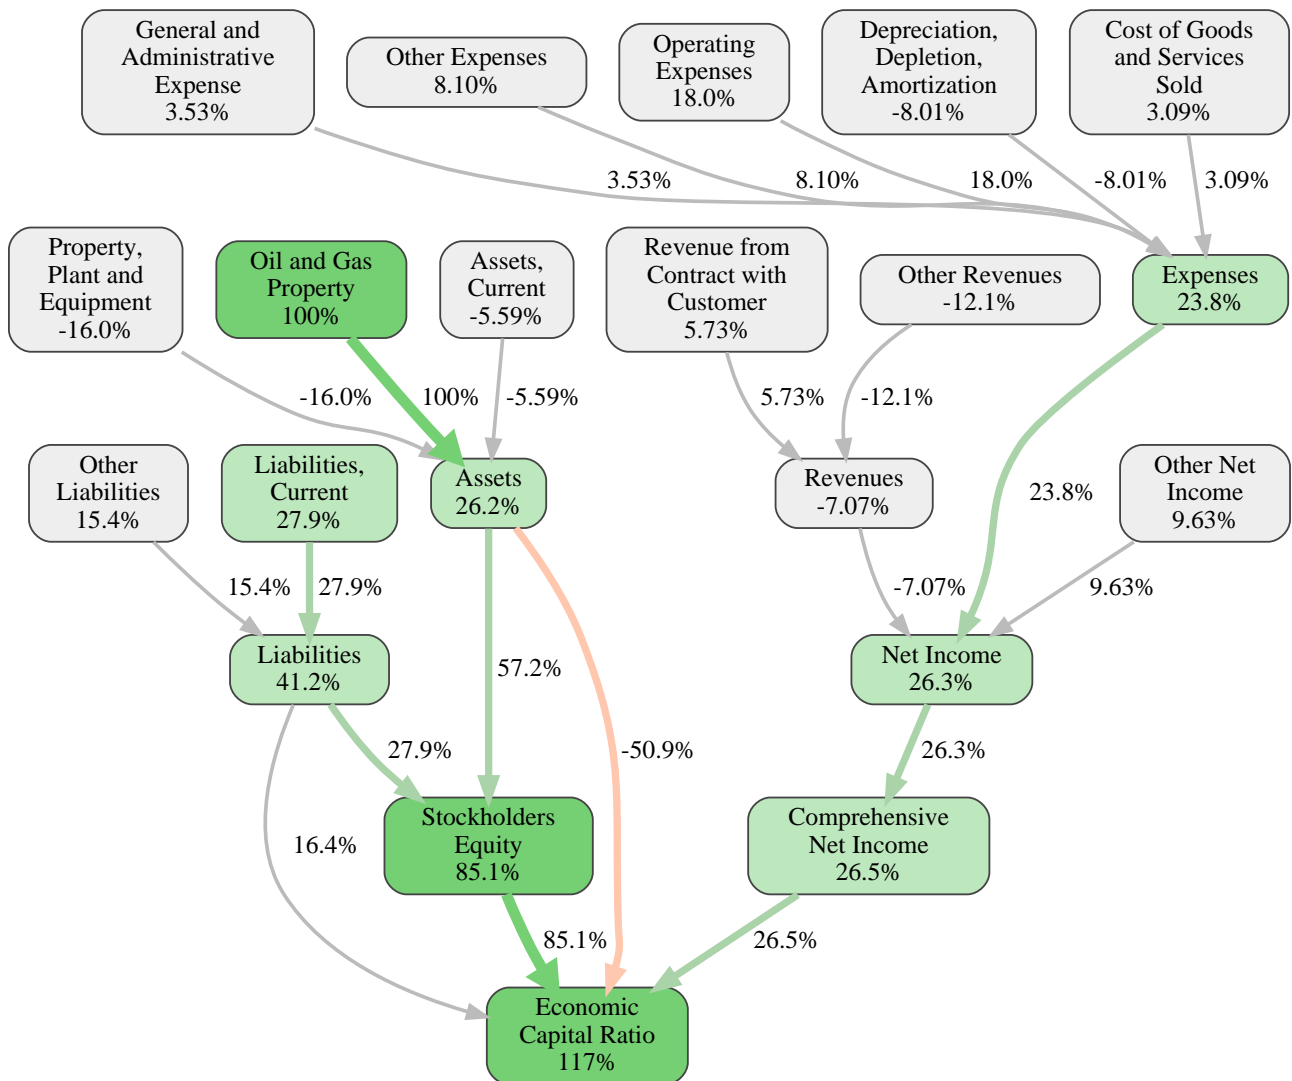 General and
Administrative
Expense
3.53%
Other Expenses
8.10%
Operating
Expenses
18.0%
Depreciation,
Depletion,
Amortization
-8.01%
Cost of Goods
and Services
Sold
3.09%
3.53%
8.10%
18.0%
-8.01%
3.09%
Property,
Plant and
Equipment
-16.0%
Oil and Gas
Property
100%
Assets,
Current
-5.59%
Revenue from
Contract with
Customer
5.73%
Other Revenues
-12.1%
Expenses
23.8%
-16.0%
100%
-5.59%
5.73%
-12.1%
23.8%
Other
Liabilities
15.4%
Liabilities,
Current
27.9%
Assets
26.2%
Revenues
-7.07%
Other Net
Income
9.63%
15.4%
27.9%
57.2%
-50.9%
-7.07%
9.63%
Liabilities
41.2%
Net Income
26.3%
27.9%
26.3%
16.4%
Stockholders
Equity
85.1%
Comprehensive
Net Income
26.5%
85.1%
26.5%
Economic
Capital Ratio
117%